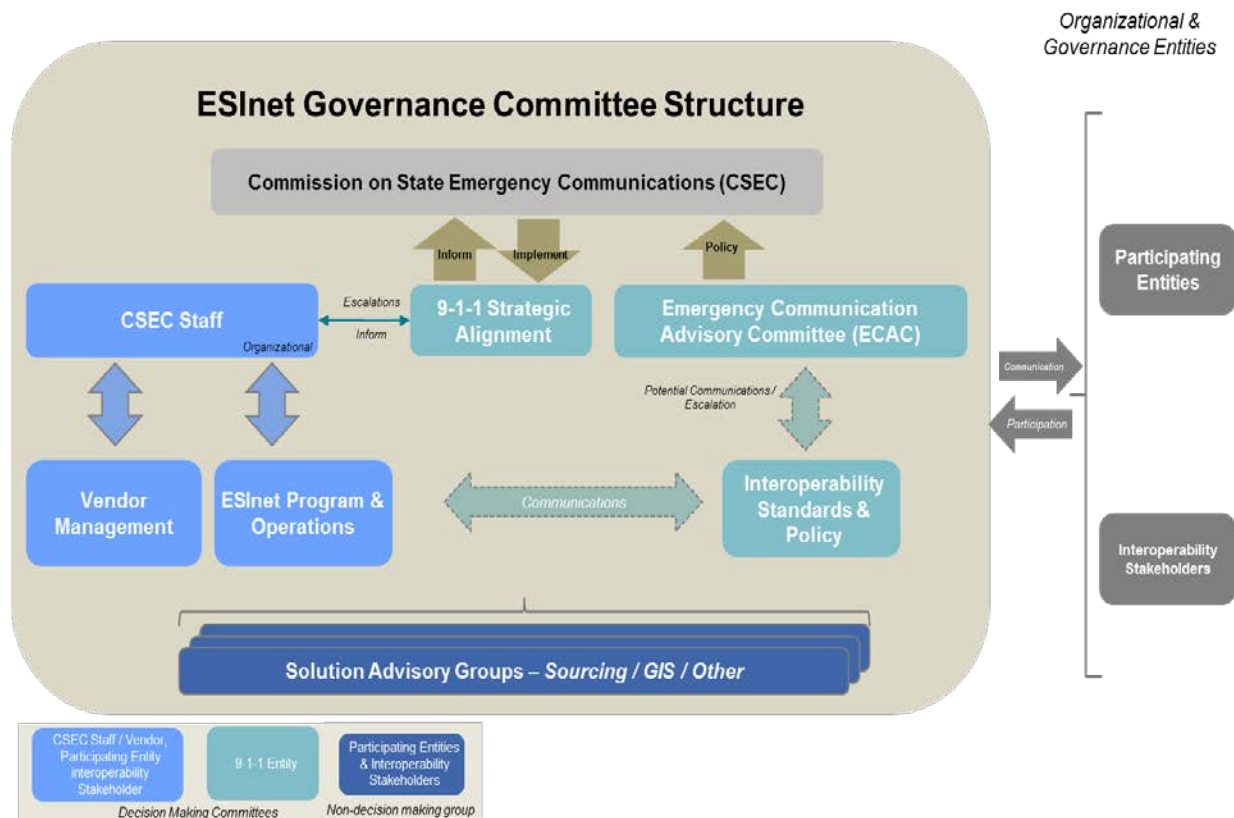 Organizational &
Governance Entities
ESInet Governance Committee Structure
Commission on State Emergency Communications (CSEC)
Inform
Implement
Policy
CSEC Staff
Organizational
Escalations
Inform
9-1-1 Strategic
Alignment
Emergency Communication
Advisory Committee (ECAC)
Participating
Entities
Communication
Participation
Potential Communications /
Escalation
Vendor
Management
ESInet Program &
Operations
Communications
Interoperability
Standards &
Policy
Interoperability
Stakeholders
Solution Advisory Groups – Sourcing / GIS / Other
CSEC Staff / Vendor,
Participating Entity
interoperability
Stakeholder
9-1-1 Entity
Participating Entities
& Interoperability
Stakeholders
Decision Making Committees
Non-decision making group